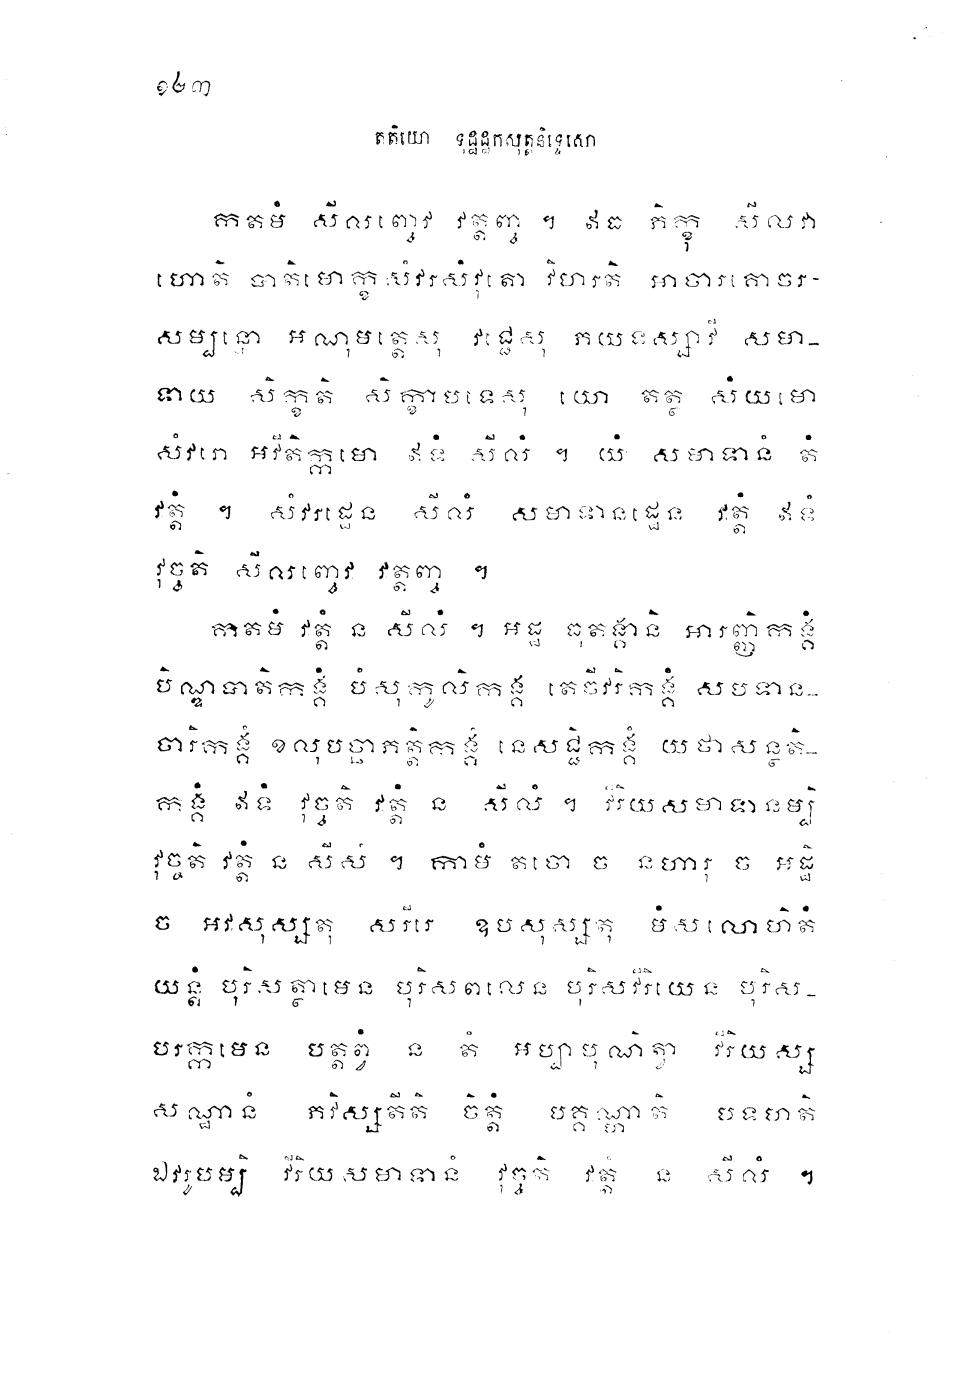 ១៤៣
តតិយោ ទុដ្ឋដ្ឋកសុត្តនិទ្ទេសោ
កតមំ សីលញ្ចេវ វត្តញ្ច ។ ឥធ ភិក្ខុ សីលវា
ហោតិ បាតិមោក្ខសំវរសំវុតោ វិហរតិ អាចារគោចរ-
សម្បន្នោ អណុមត្តេសុ វជ្ជេសុ ភយទស្សាវី សមា-
ទាយ សិក្ខតិ សិក្ខាបទេសុ យោ តត្ថ សំយមោ
សំវរោ អវីតិក្កមោ ឥទំ សីលំ ។ យំ សមាទានំ តំ
វត្តំ ។ សំវរដ្ឋេន សីលំ សមាទានដ្ឋេន វត្តំ ឥទំ
វុច្ចតិ សីលញ្ចេវ វត្តញ្ច ។
កតមំ វត្តំ ន សីលំ ។ អដ្ឋ ធុតង្គានិ អារញ្ញិកង្គំ
បិណ្ឌបាតិកង្គំ បំសុកូលិកង្គំ តេចីវរិកង្គំ សបទាន-
ចារិកង្គំ ខលុបច្ឆាភត្តិកង្គំ នេសជ្ជិកង្គំ យថាសន្ថតិ-
កង្គំ ឥទំ វុច្ចតិ វត្តំ ន សីលំ ។ វីរិយសមាទានម្បិ
វុច្ចតិ វត្តំ ន សីលំ ។ កាមំ តចោ ច នហារុ ច អដ្ឋិ
ច អវសុស្សតុ សរីរេ ឧបសុស្សតុ មំសលោហិតំ
យន្តំ បុរិសត្ថាមេន បុរិសពលេន បុរិសវីរិយេន បុរិស-
បរក្កមេន បត្តព្វំ ន តំ អប្បាបុណិត្វា វីរិយស្ស
សណ្ឋានំ ភវិស្សតីតិ ចិត្តំ បគ្គណ្ហាតិ បទហតិ
ឯវរូបម្បិ វីរិយសមាទានំ វុច្ចតិ វត្តំ ន សីលំ ។